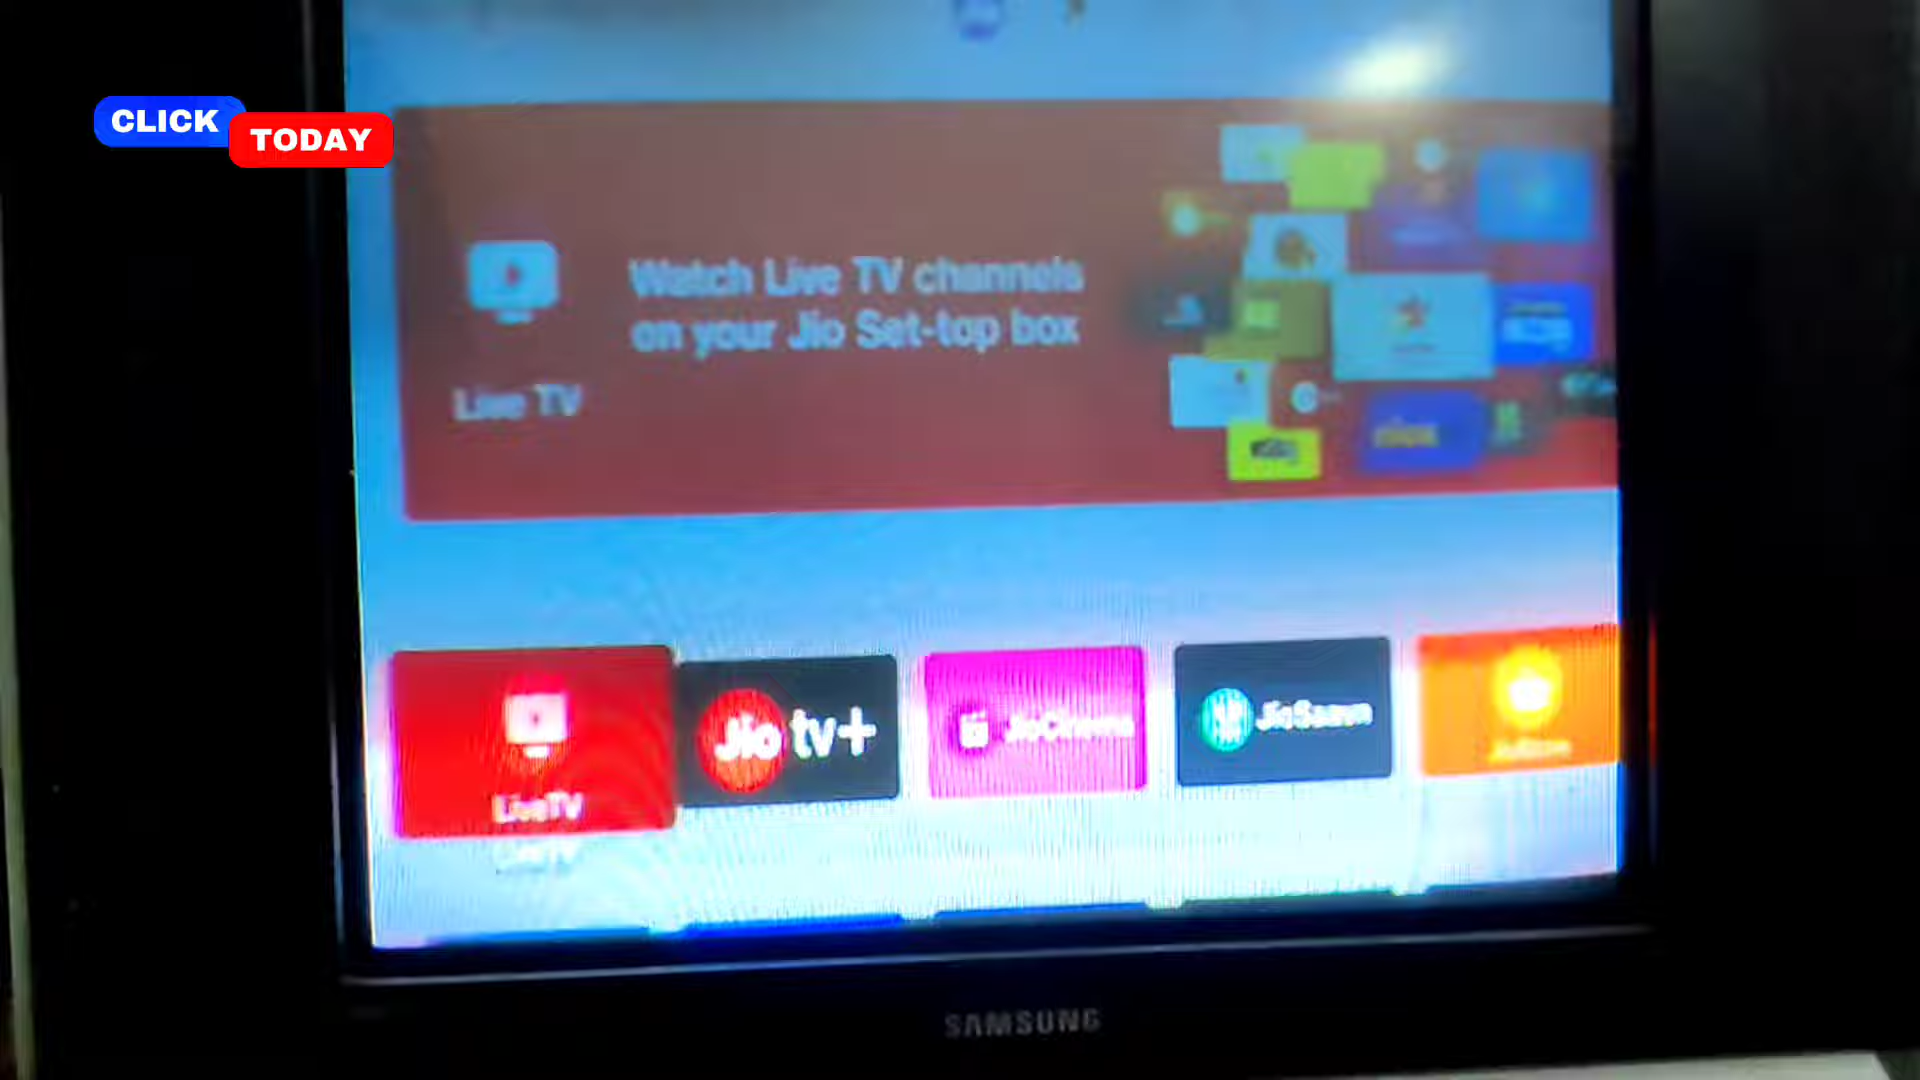 CLICK
TODAY
Watch Live TV channels
on your Jio Set-top box
Live TV
LiveTV
Jio tv+
JioCinema
JioSaavn
SAMSUNG